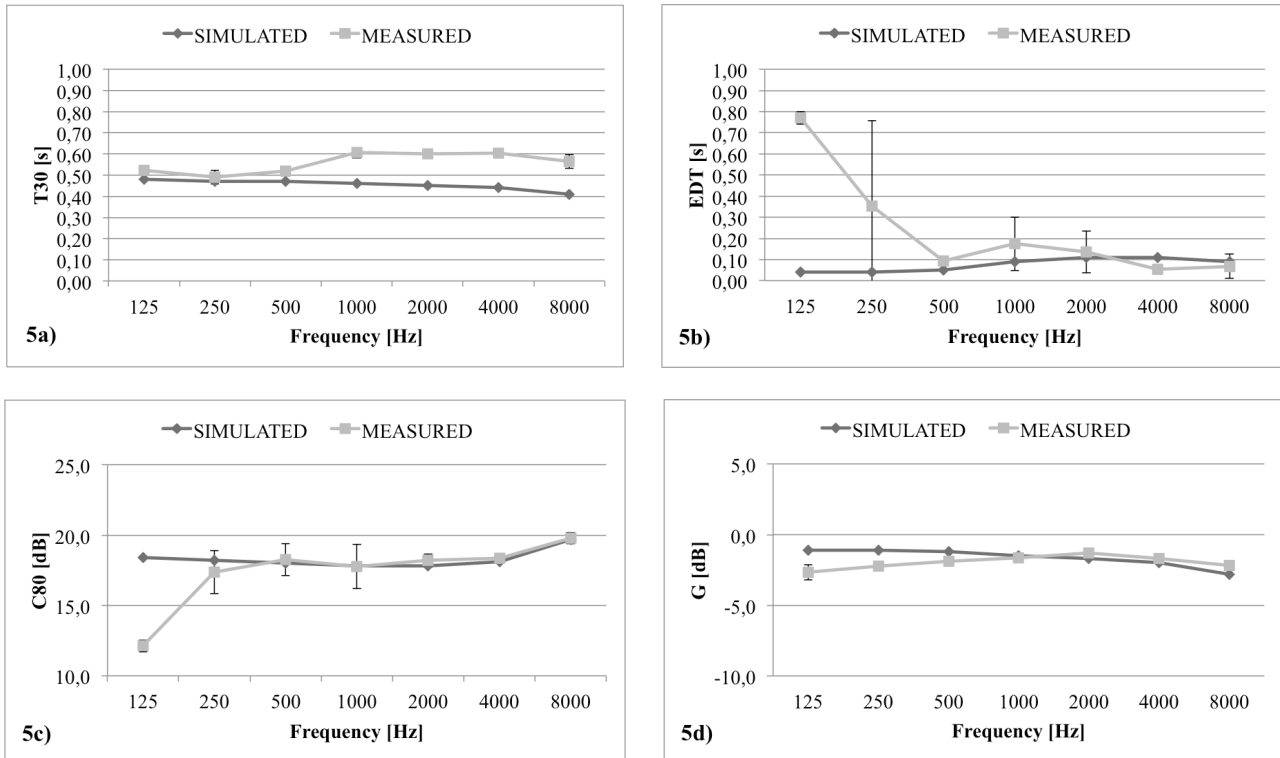 SIMULATED MEASURED
1,00
0,90
0,80
0,70
0,60
0,50
0,40
0,30
0,20
0,10
0,00
T30 [s]
125 250 500 1000 2000 4000 8000
Frequency [Hz]
5a)
SIMULATED MEASURED
1,00
0,90
0,80
0,70
0,60
0,50
0,40
0,30
0,20
0,10
0,00
EDT [s]
125 250 500 1000 2000 4000 8000
Frequency [Hz]
5b)
SIMULATED MEASURED
25,0
20,0
15,0
10,0
C80 [dB]
125 250 500 1000 2000 4000 8000
Frequency [Hz]
5c)
SIMULATED MEASURED
5,0
0,0
-5,0
-10,0
G [dB]
125 250 500 1000 2000 4000 8000
Frequency [Hz]
5d)